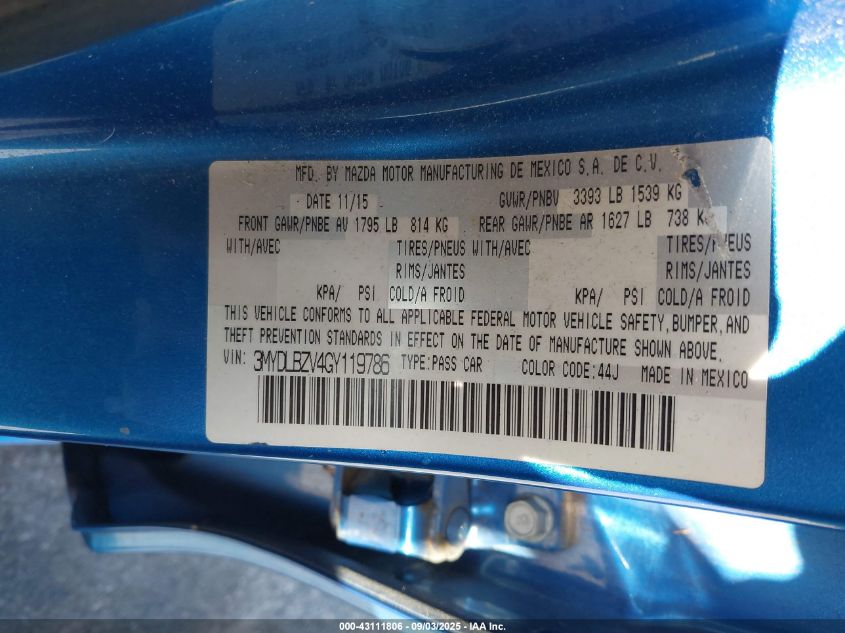 MFD. BY MAZDA MOTOR MANUFACTURING DE MEXICO S.A. DE C.V.
DATE 11/15 GVWR/PNBV 3393 LB 1539 KG
FRONT GAWR/PNBE AV 1795 LB 814 KG REAR GAWR/PNBE AR 1627 LB 738
WITH/AVEC TIRES/PNEUS WITH/AVEC TIRES/PNEUS
RIMS/JANTES RIMS/JANTES
KPA/ PSI COLD/A FROID KPA/ PSI COLD/A FROID
THIS VEHICLE CONFORMS TO ALL APPLICABLE FEDERAL MOTOR VEHICLE SAFETY, BUMPER, AND
THEFT PREVENTION STANDARDS IN EFFECT ON THE DATE OF MANUFACTURE SHOWN ABOVE.
VIN: 3MYDLBZV4GY119786 TYPE:PASS CAR COLOR CODE:44J MADE IN MEXICO
000-43111806 - 09/03/2025 - IAA Inc.